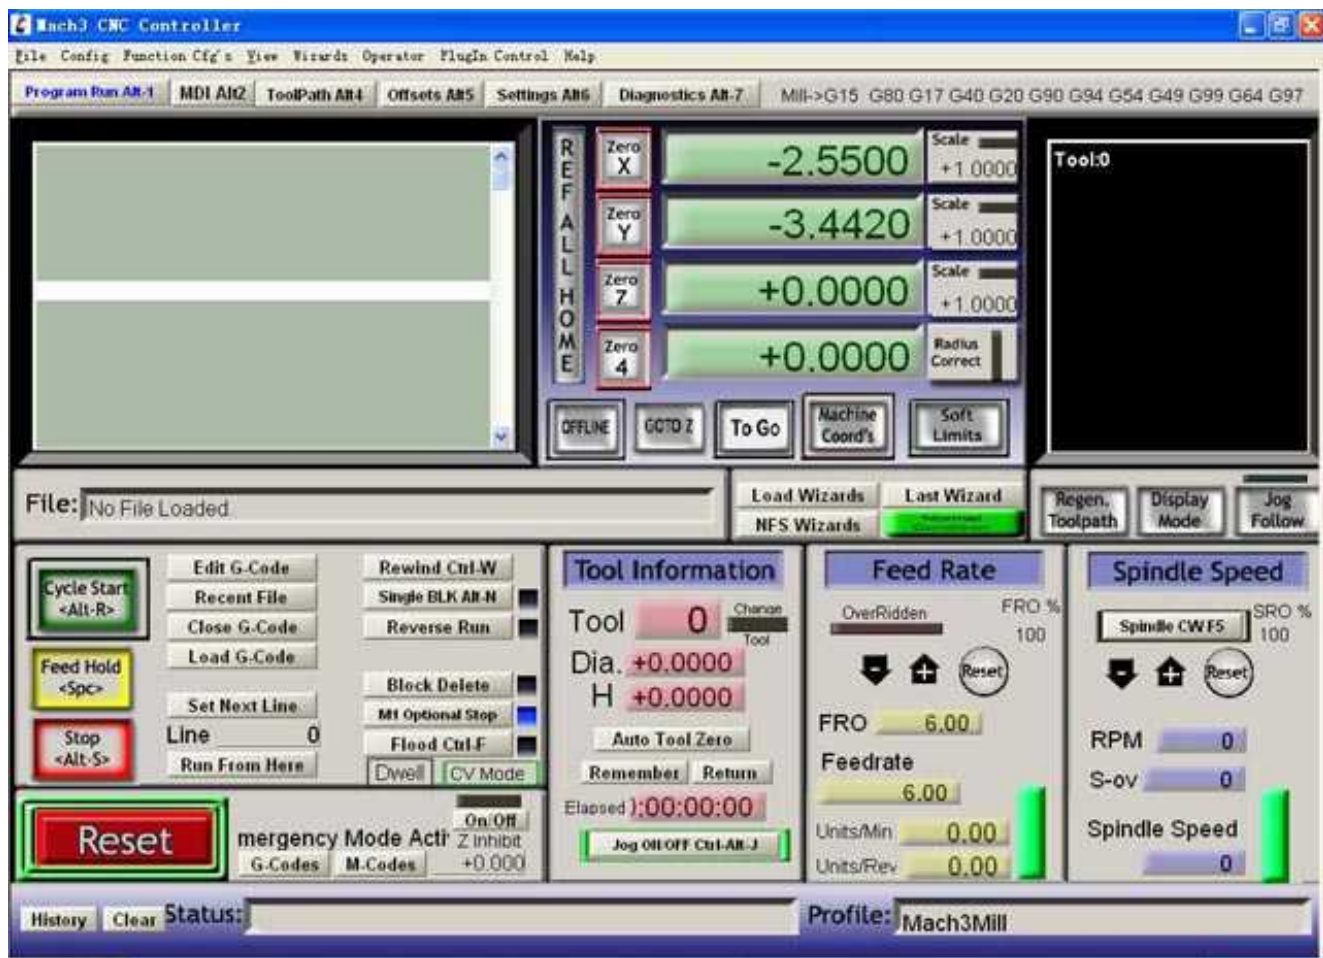 Mach3 CNC Controller
File Config Function Cfg's View Wizards Operator PlugIn Control Help
Program Run Alt-1 MDI Alt2 ToolPath Alt4 Offsets Alt5 Settings Alt6 Diagnostics Alt-7 Mill->G15 G80 G17 G40 G20 G90 G94 G54 G49 G99 G64 G97
REF ALL HOME
Zero X -2.5500 Scale +1.0000
Zero Y -3.4420 Scale +1.0000
Zero 7 +0.0000 Scale +1.0000
Zero 4 +0.0000 Radius Correct
OFFLINE GOTO Z To Go Machine Coord's Soft Limits
Tool:0
File: No File Loaded.
Load Wizards Last Wizard
NFS Wizards
Regen. Toolpath Display Mode Jog Follow
Cycle Start <Alt-R>
Feed Hold <Spc>
Stop <Alt-S>
Edit G-Code
Recent File
Close G-Code
Load G-Code
Set Next Line
Line 0
Run From Here
Rewind Ctrl-W
Single BLK Alt-N
Reverse Run
Block Delete
M1 Optional Stop
Flood Ctrl-F
Dwell CV Mode
Reset
mergency Mode Acti
G-Codes M-Codes
On/Off
Z Inhibit
+0.000
Tool Information
Tool 0 Change Tool
Dia. +0.0000
H +0.0000
Auto Tool Zero
Remember Return
Elapsed ):00:00:00
Jog ON/OFF Ctrl-Alt-J
Feed Rate
OverRidden FRO %
100
Reset
FRO 6.00
Feedrate
6.00
Units/Min 0.00
Units/Rev 0.00
Spindle Speed
Spindle CW F5 SRO %
100
Reset
RPM 0
S-ov 0
Spindle Speed
0
History Clear Status:
Profile: Mach3Mill